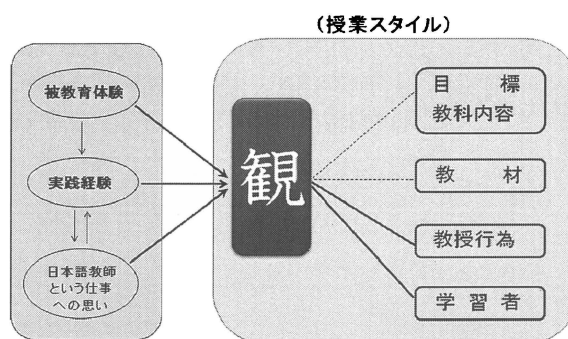 (授業スタイル)
被教育体験
実践経験
日本語教師
という仕事
への思い
観
目　標
教科内容
教　材
教授行為
学 習 者